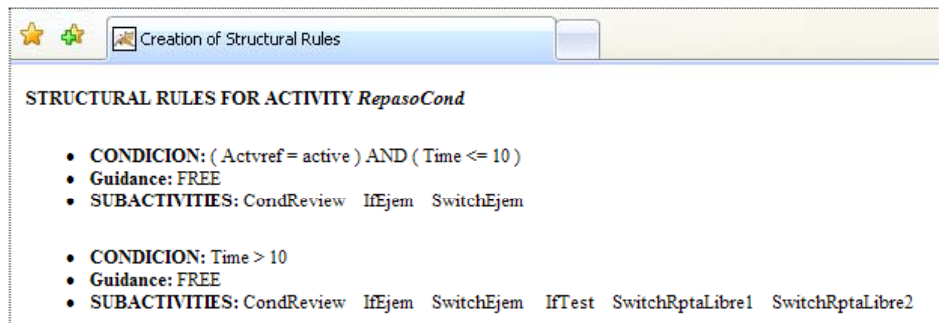 Creation of Structural Rules
STRUCTURAL RULES FOR ACTIVITY RepasoCond
• CONDICION: ( Actvref = active ) AND ( Time <= 10 )
• Guidance: FREE
• SUBACTIVITIES: CondReview IfEjem SwitchEjem
• CONDICION: Time > 10
• Guidance: FREE
• SUBACTIVITIES: CondReview IfEjem SwitchEjem IfTest SwitchRptaLibre1 SwitchRptaLibre2